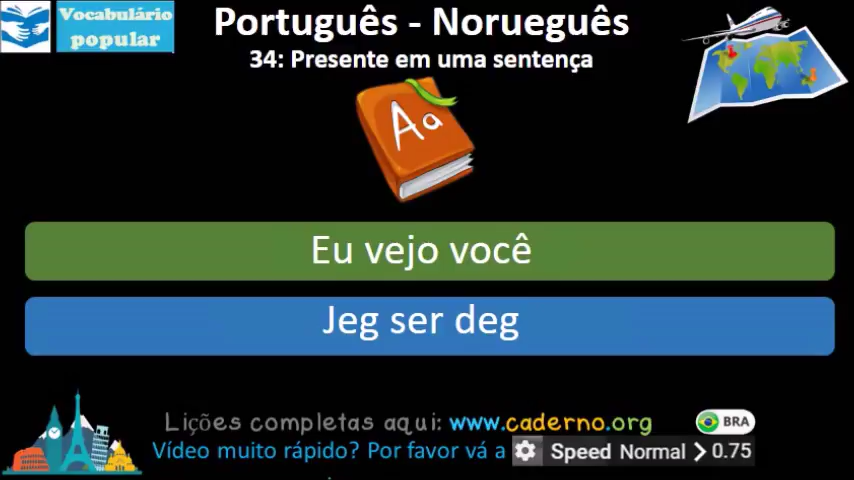 Vocabulário
popular
Português - Norueguês
34: Presente em uma sentença
Aa
Eu vejo você
Jeg ser deg
Lições completas aqui: www.caderno.org
BRA
Vídeo muito rápido? Por favor vá a Speed Normal > 0.75